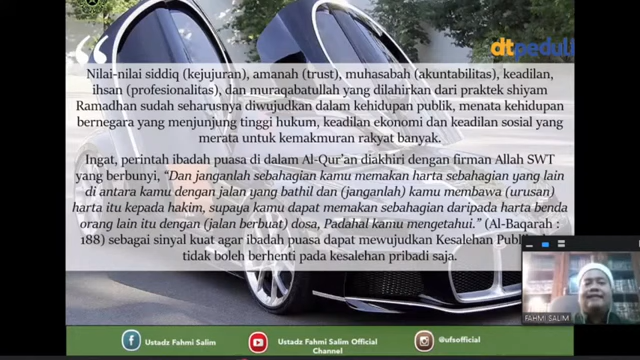 dtpeduli
Nilai-nilai siddiq (kejujuran), amanah (trust), muhasabah (akuntabilitas), keadilan,
ihsan (profesionalitas), dan muraqabatullah yang dilahirkan dari praktek shiyam
Ramadhan sudah seharusnya diwujudkan dalam kehidupan publik, menata kehidupan
bernegara yang menjunjung tinggi hukum, keadilan ekonomi dan keadilan sosial yang
merata untuk kemakmuran rakyat banyak.
Ingat, perintah ibadah puasa di dalam Al-Qur'an diakhiri dengan firman Allah SWT
yang berbunyi, “Dan janganlah sebahagian kamu memakan harta sebahagian yang lain
di antara kamu dengan jalan yang bathil dan (janganlah) kamu membawa (urusan)
harta itu kepada hakim, supaya kamu dapat memakan sebahagian daripada harta benda
orang lain itu dengan (jalan berbuat) dosa, Padahal kamu mengetahui.” (Al-Baqarah :
188) sebagai sinyal kuat agar ibadah puasa dapat mewujudkan Kesalehan
tidak boleh berhenti pada kesalehan pribadi saja.
FAHMI SALIM
Ustadz Fahmi Salim
Ustadz Fahmi Salim Official
Channel
@ufsofficial